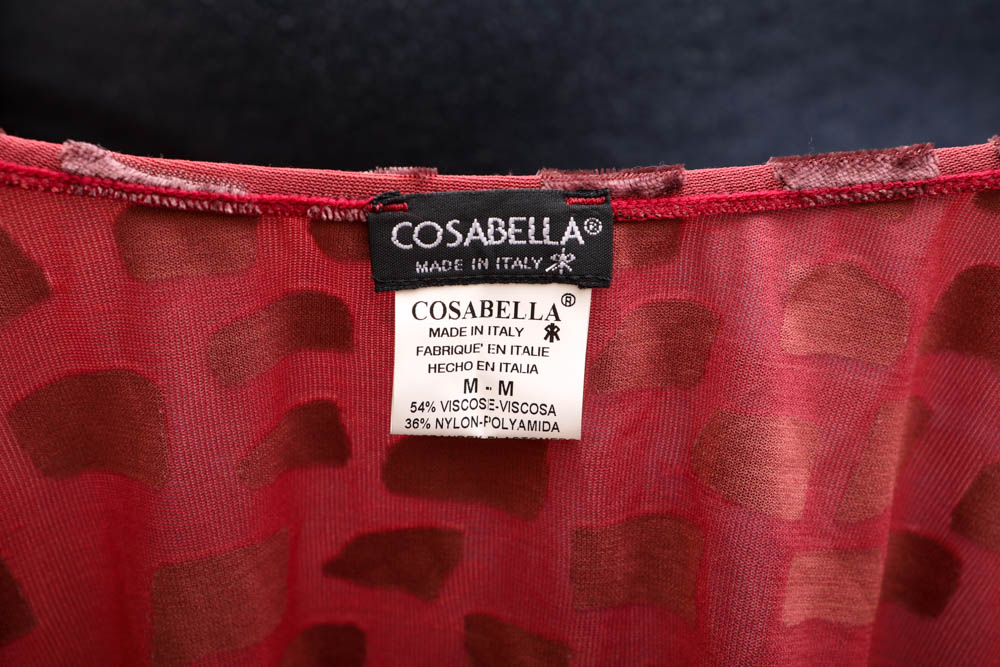 COSABELLA®
MADE IN ITALY
COSABELLA®
MADE IN ITALY
FABRIQUE' EN ITALIE
HECHO EN ITALIA
M - M
54% VISCOSE-VISCOSA
36% NYLON-POLYAMIDA